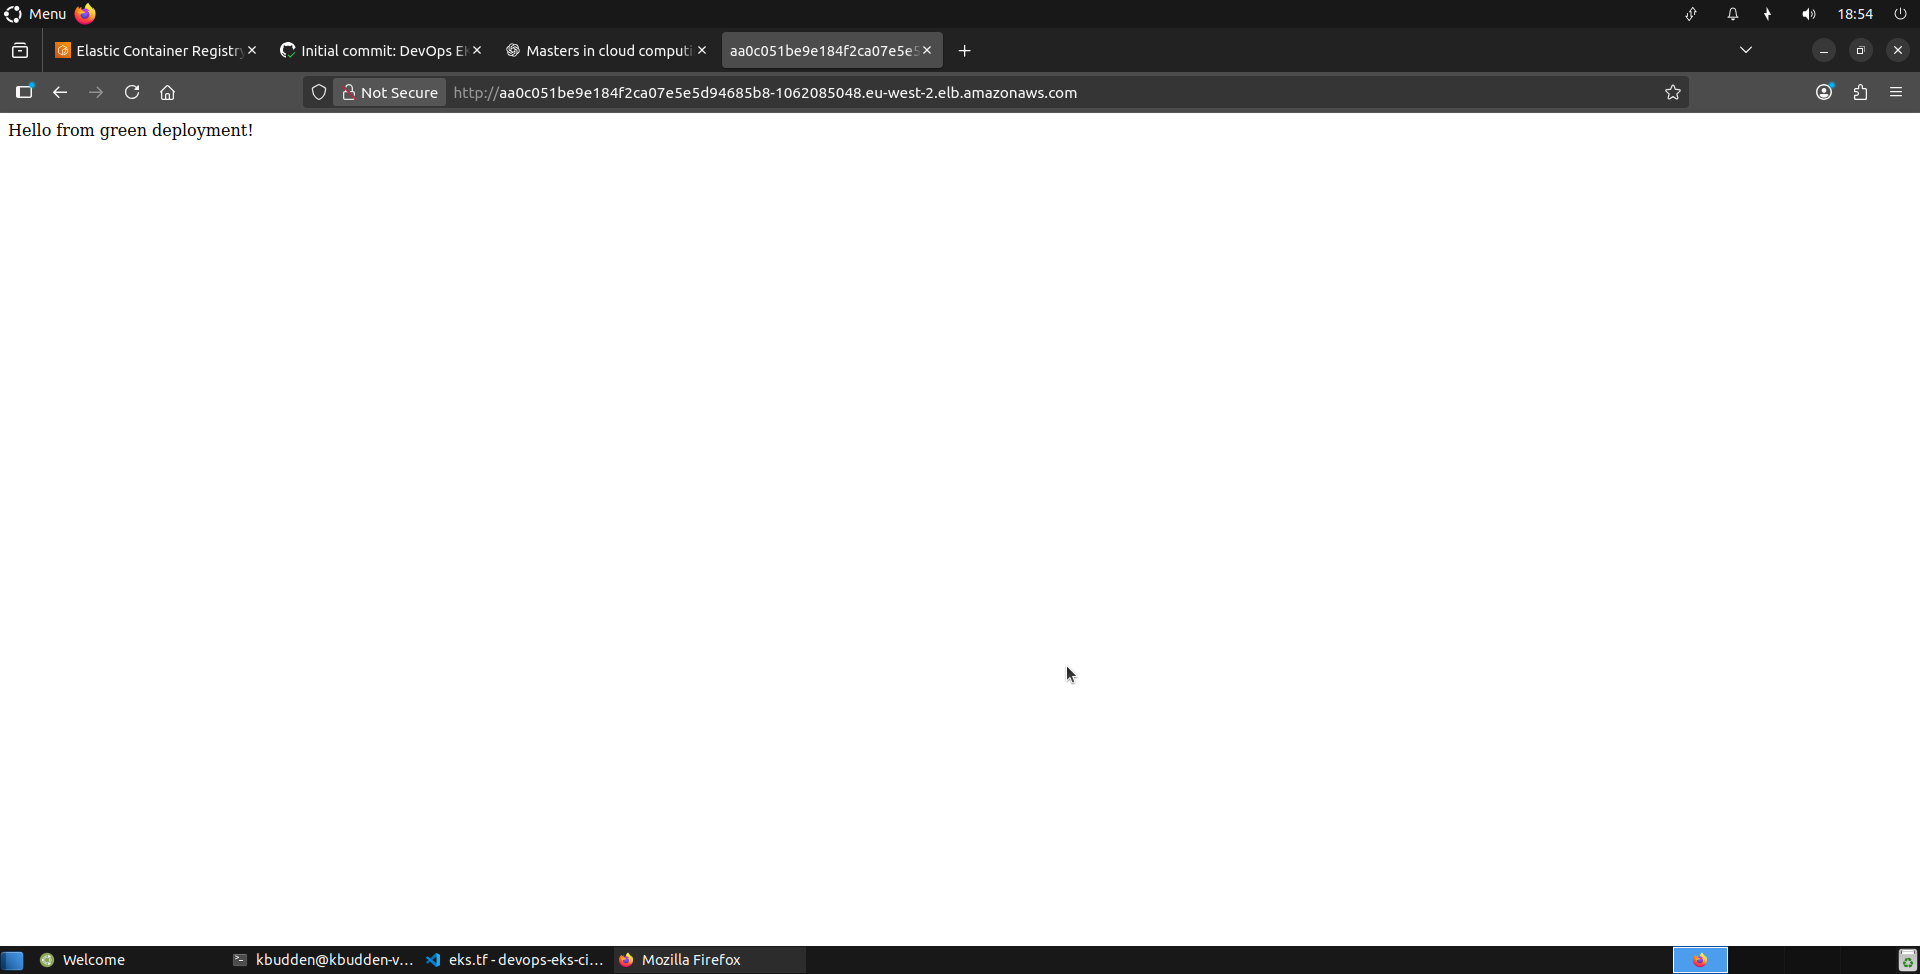 Menu
18:54
Elastic Container Registry
Initial commit: DevOps E
Masters in cloud computi
aa0c051be9e184f2ca07e5e5
Not Secure
http://aa0c051be9e184f2ca07e5e5d94685b8-1062085048.eu-west-2.elb.amazonaws.com
Hello from green deployment!
Welcome
kbudden@kbudden-v...
eks.tf - devops-eks-ci...
Mozilla Firefox